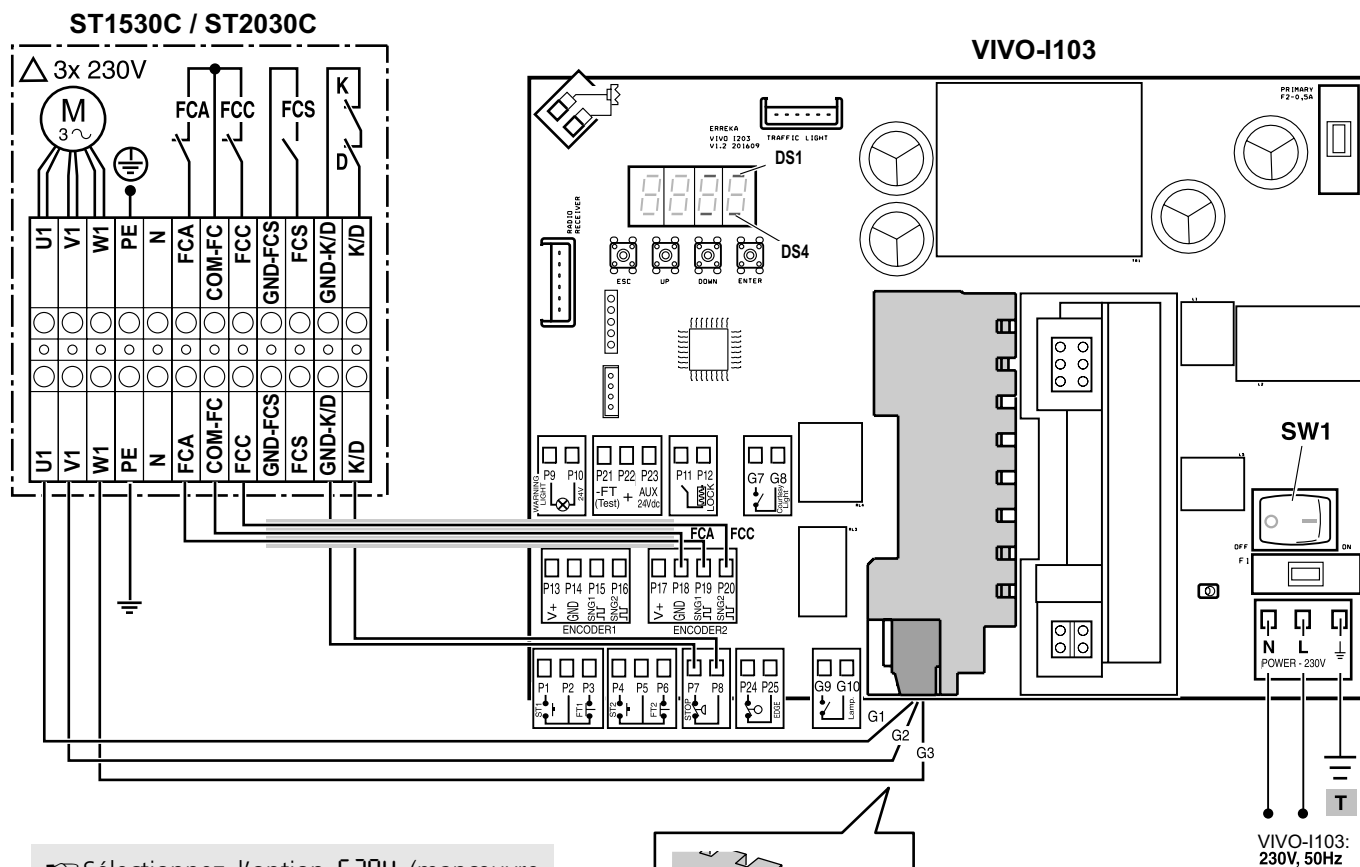 ST1530C / ST2030C
3x 230V
M
3
FCA FCC FCS K
D
U1 V1 W1 PE N FCA COM-FC FCC GND-FCS FCS GND-K/D K/D
U1 V1 W1 PE N FCA COM-FC FCC GND-FCS FCS GND-K/D K/D
VIVO-I103
PRIMARY
F2-0,5A
ERREKA
VIVO I203
V1.2 201609
TRAFFIC LIGHT
DS1
DS4
RADIO
RECEIVER
ESC UP DOWN ENTER
SW1
OFF ON
F1
P9 P10
WARNING
LIGHT
24V
P21 P22 P23
-FT
(Test)
+
AUX
24Vdc
P11 P12
LOCK
G7 G8
Courtesy
Light
FCA FCC
P13 P14 P15 P16
V+ GND SNG1 SNG2
ENCODER1
P17 P18 P19 P20
V+ GND SNG1 SNG2
ENCODER2
P1 P2 P3
ST1 FT1
P4 P5 P6
ST2 FT2
P7 P8
STOP
P24 P25
EDGE
G9 G10
Lamp.
G1
G2
G3
N L
POWER - 230V
T
VIVO-I103:
230V, 50Hz
Sélectionnez l'option
(manœuvre